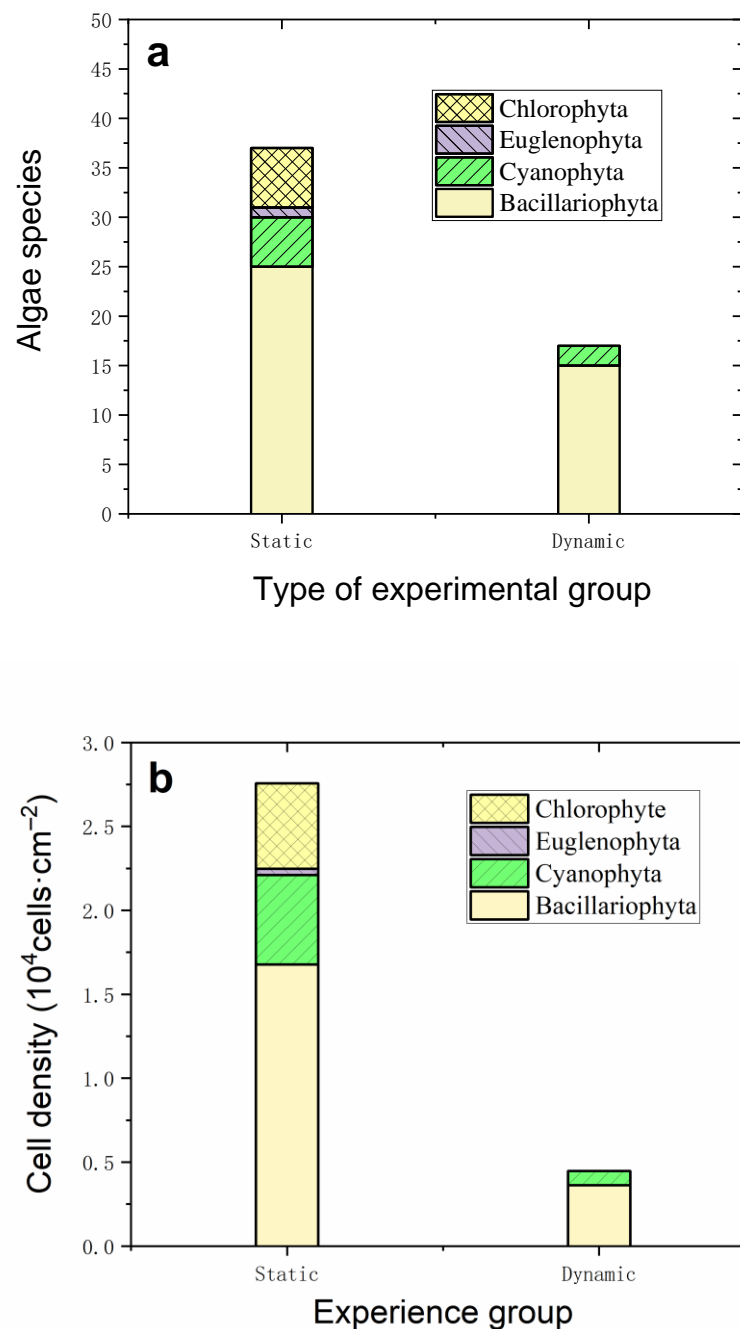 a
50
45
40
35
30
25
20
15
10
5
0
Algae species
Chlorophyta
Euglenophyta
Cyanophyta
Bacillariophyta
Static Dynamic
Type of experimental group
b
3.0
2.5
2.0
1.5
1.0
0.5
0.0
Cell density (10⁴cells·cm⁻²)
Chlorophyte
Euglenophyta
Cyanophyta
Bacillariophyta
Static Dynamic
Experience group